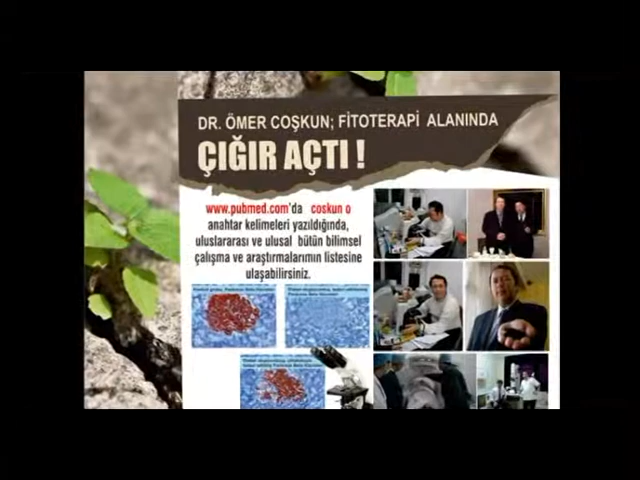 DR. ÖMER COŞKUN; FİTOTERAPİ ALANINDA
ÇIĞIR AÇTI !
www.pubmed.com'da coskun o
anahtar kelimeleri yazıldığında,
uluslararası ve ulusal bütün bilimsel
çalışma ve araştırmalarımın listesine
ulaşabilirsiniz.